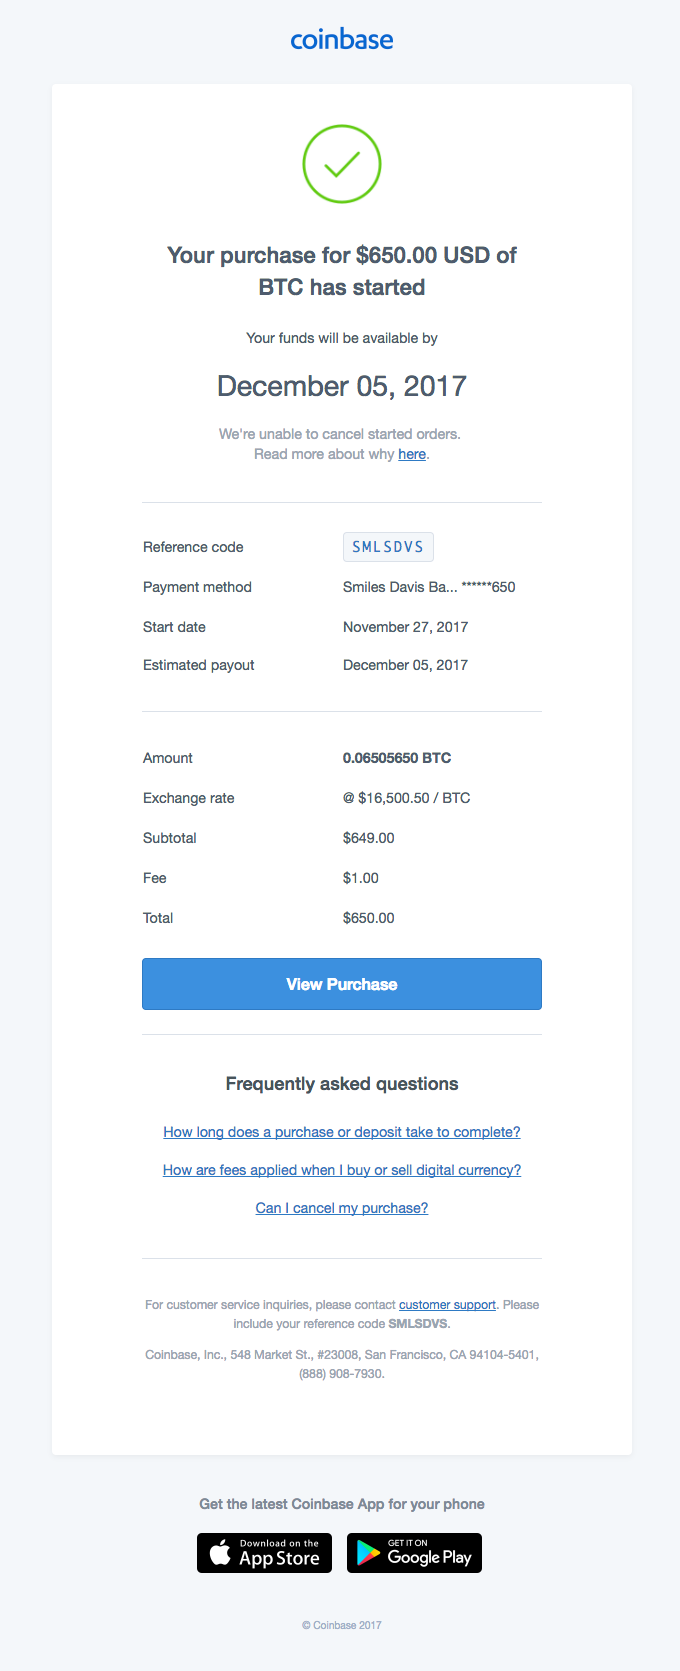 coinbase
Your purchase for $650.00 USD of
BTC has started
Your funds will be available by
December 05, 2017
We're unable to cancel started orders.
Read more about why here.
Reference code SMLSDVS
Payment method Smiles Davis Ba... ******650
Start date November 27, 2017
Estimated payout December 05, 2017
Amount 0.06505650 BTC
Exchange rate @ $16,500.50 / BTC
Subtotal $649.00
Fee $1.00
Total $650.00
View Purchase
Frequently asked questions
How long does a purchase or deposit take to complete?
How are fees applied when I buy or sell digital currency?
Can I cancel my purchase?
For customer service inquiries, please contact customer support. Please
include your reference code SMLSDVS.
Coinbase, Inc., 548 Market St., #23008, San Francisco, CA 94104-5401,
(888) 908-7930.
Get the latest Coinbase App for your phone
Download on the
App Store
GET IT ON
Google Play
© Coinbase 2017